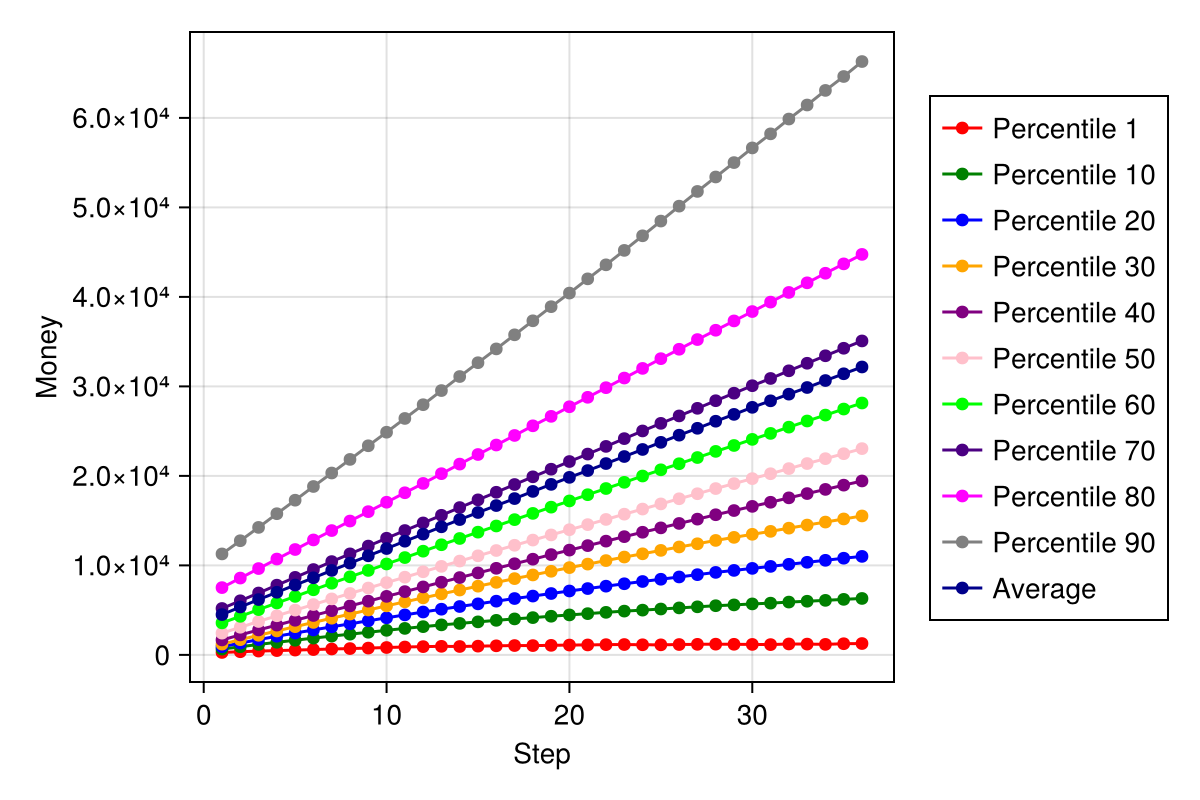 6.0×10⁴
5.0×10⁴
4.0×10⁴
3.0×10⁴
2.0×10⁴
1.0×10⁴
0
Money
0 10 20 30
Step
Percentile 1
Percentile 10
Percentile 20
Percentile 30
Percentile 40
Percentile 50
Percentile 60
Percentile 70
Percentile 80
Percentile 90
Average